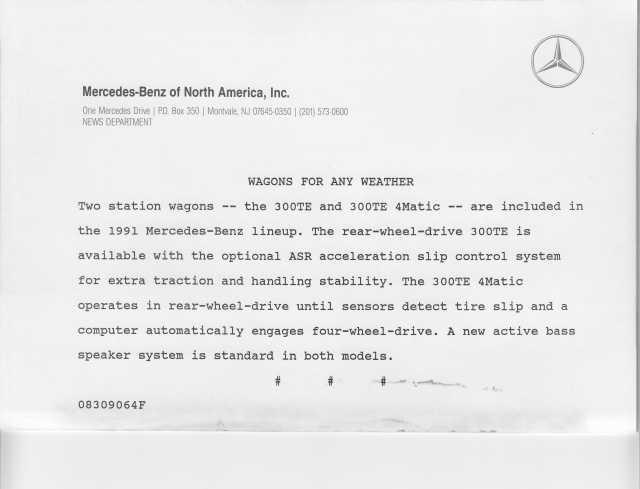 Mercedes-Benz of North America, Inc.
One Mercedes Drive | P.O. Box 350 | Montvale, NJ 07645-0350 | (201) 573-0600
NEWS DEPARTMENT
WAGONS FOR ANY WEATHER
Two station wagons -- the 300TE and 300TE 4Matic -- are included in
the 1991 Mercedes-Benz lineup. The rear-wheel-drive 300TE is
available with the optional ASR acceleration slip control system
for extra traction and handling stability. The 300TE 4Matic
operates in rear-wheel-drive until sensors detect tire slip and a
computer automatically engages four-wheel-drive. A new active bass
speaker system is standard in both models.
# # #
08309064F